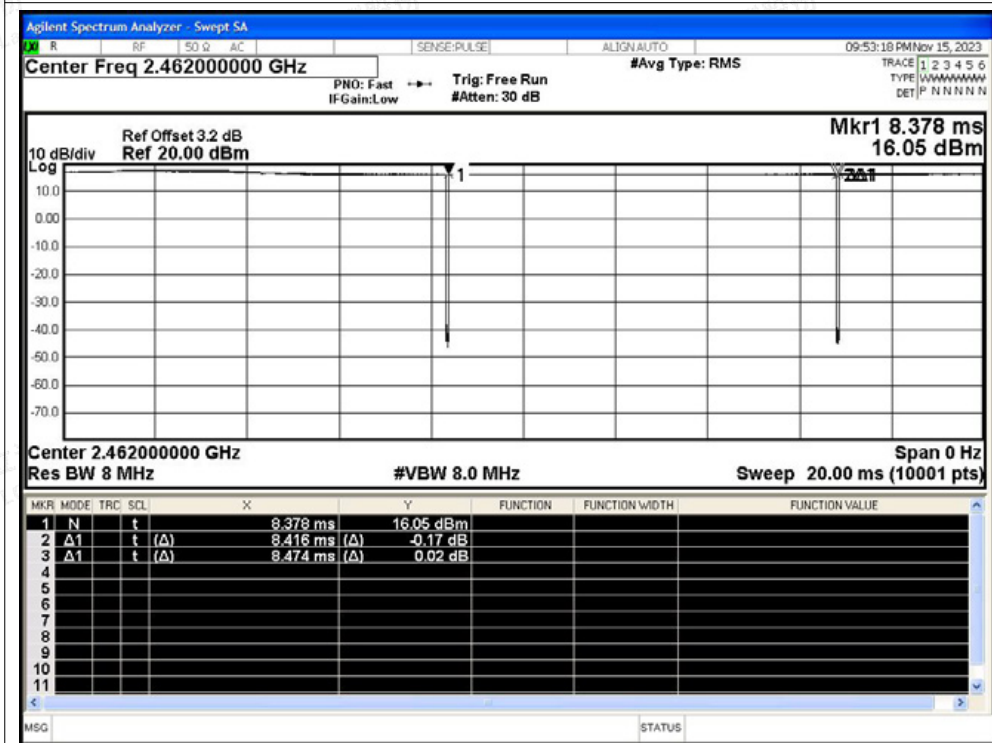 Agilent Spectrum Analyzer - Swept SA
R RF 50 Ω AC SENSE:PULSE ALIGN AUTO 09:53:18 PM Nov 15, 2023
Center Freq 2.462000000 GHz #Avg Type: RMS TRACE 1 2 3 4 5 6
PNO: Fast Trig: Free Run TYPE WWWWWW
IFGain:Low #Atten: 30 dB DET P N N N N N
Mkr1 8.378 ms
Ref Offset 3.2 dB
10 dB/div Ref 20.00 dBm 16.05 dBm
Log
1
10.0
0.00
-10.0
-20.0
-30.0
-40.0
-50.0
-60.0
-70.0
Center 2.462000000 GHz Span 0 Hz
Res BW 8 MHz #VBW 8.0 MHz Sweep 20.00 ms (10001 pts)
MKR MODE TRC SCL X Y FUNCTION FUNCTION WIDTH FUNCTION VALUE
1 N t 8.378 ms 16.05 dBm
2 Δ1 t (Δ) 8.416 ms (Δ) -0.17 dB
3 Δ1 t (Δ) 8.474 ms (Δ) 0.02 dB
4
5
6
7
8
9
10
11
MSG STATUS